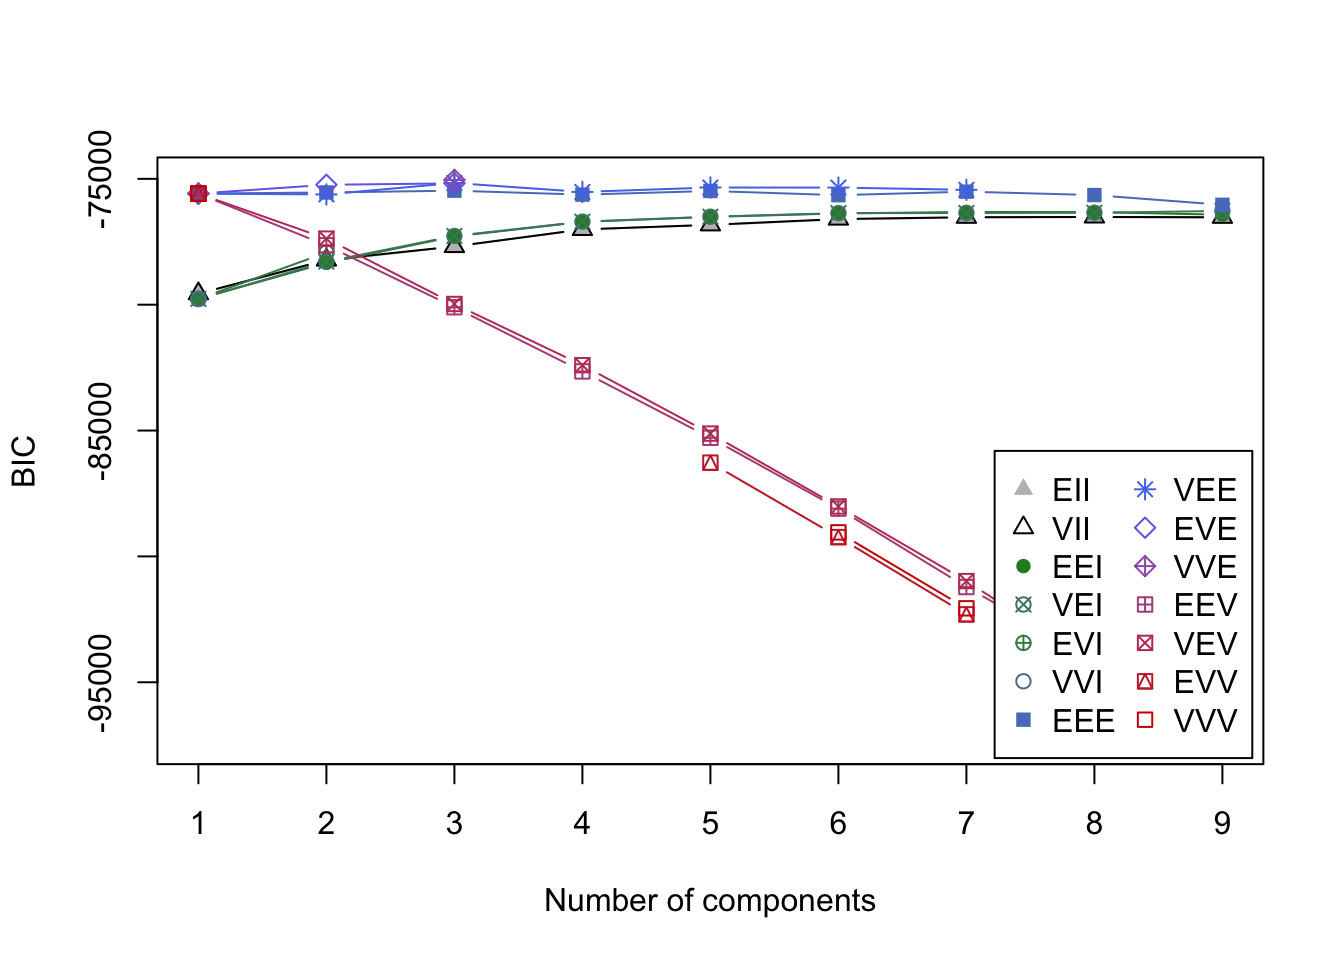 -75000
-85000
-95000
BIC
EII VEE
VII EVE
EEI VVE
VEI EEV
EVI VEV
VVI EVV
EEE VVV
1 2 3 4 5 6 7 8 9
Number of components